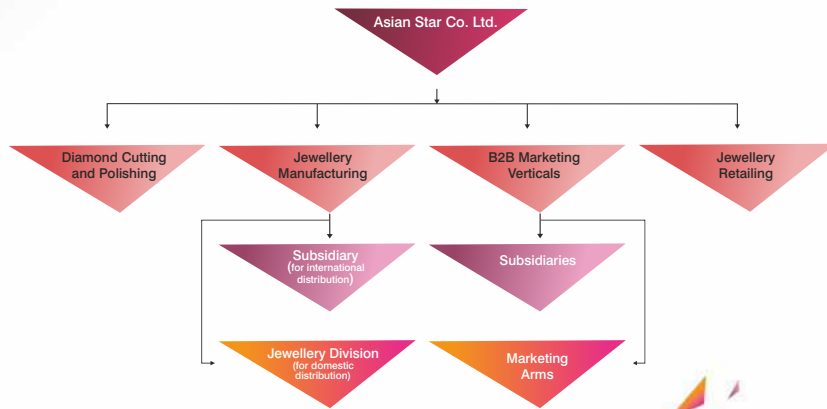 Asian Star Co. Ltd.
Diamond Cutting
and Polishing
Jewellery
Manufacturing
B2B Marketing
Verticals
Jewellery
Retailing
Subsidiary
(for international
distribution)
Subsidiaries
Jewellery Division
(for domestic
distribution)
Marketing
Arms